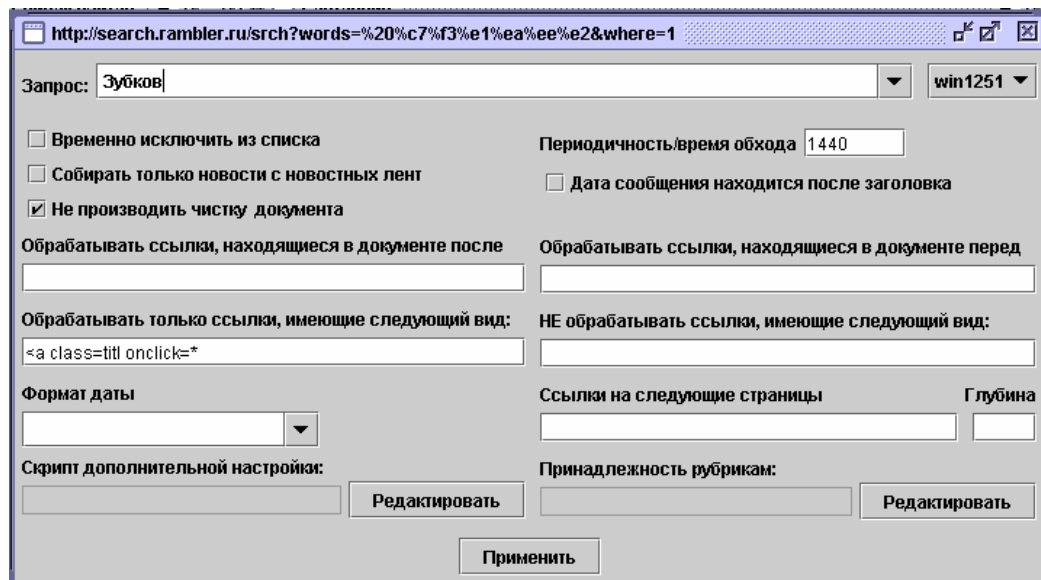 http://search.rambler.ru/srch?words=%20%c7%f3%e1%ea%ee%e2&where=1
Запрос: Зубков win1251
Временно исключить из списка
Периодичность/время обхода 1440
Собирать только новости с новостных лент
Дата сообщения находится после заголовка
Не производить чистку документа
Обрабатывать ссылки, находящиеся в документе после
Обрабатывать ссылки, находящиеся в документе перед
Обрабатывать только ссылки, имеющие следующий вид:
НЕ обрабатывать ссылки, имеющие следующий вид:
<a class=titl onclick=*
Формат даты
Ссылки на следующие страницы Глубина
Скрипт дополнительной настройки:
Принадлежность рубрикам:
Редактировать
Редактировать
Применить